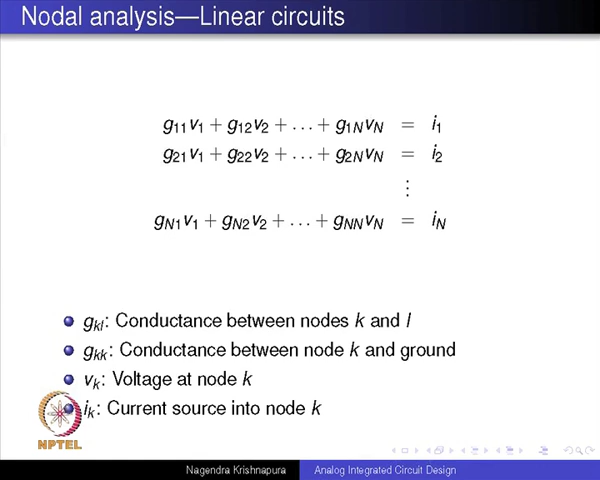 Nodal analysis—Linear circuits
g11v1 + g12v2 + … + g1NvN = i1
g21v1 + g22v2 + … + g2NvN = i2
⋮
gN1v1 + gN2v2 + … + gNNvN = iN
gkl: Conductance between nodes k and l
gkk: Conductance between node k and ground
vk: Voltage at node k
ik: Current source into node k
NPTEL
Nagendra Krishnapura Analog Integrated Circuit Design